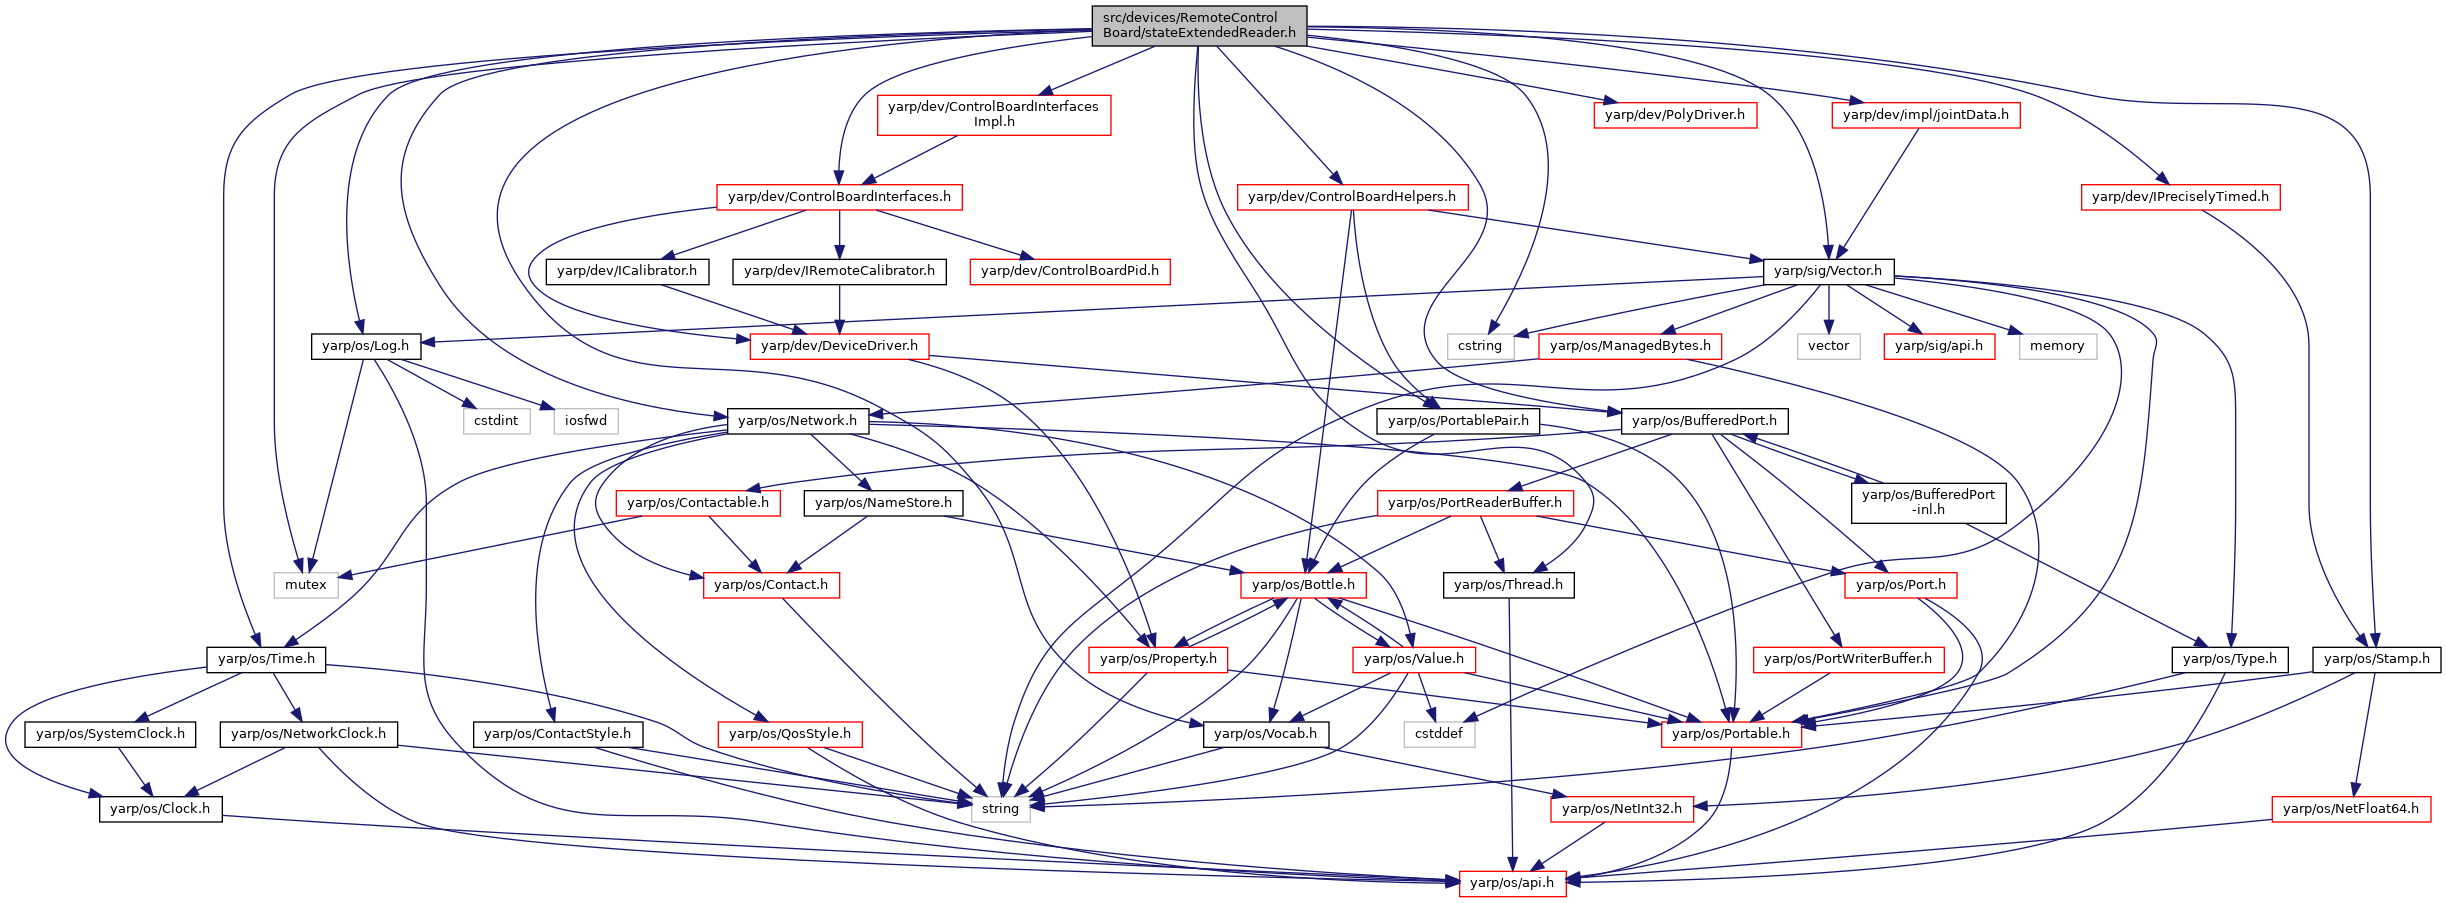 src/devices/RemoteControl
Board/stateExtendedReader.h
yarp/dev/ControlBoardInterfaces
Impl.h
yarp/dev/PolyDriver.h
yarp/dev/impl/jointData.h
yarp/dev/ControlBoardInterfaces.h
yarp/dev/ControlBoardHelpers.h
yarp/dev/IPreciselyTimed.h
yarp/dev/ICalibrator.h
yarp/dev/IRemoteCalibrator.h
yarp/dev/ControlBoardPid.h
yarp/sig/Vector.h
yarp/os/Log.h
yarp/dev/DeviceDriver.h
cstring
yarp/os/ManagedBytes.h
vector
yarp/sig/api.h
memory
cstdint
iosfwd
yarp/os/Network.h
yarp/os/PortablePair.h
yarp/os/BufferedPort.h
yarp/os/Contactable.h
yarp/os/NameStore.h
yarp/os/PortReaderBuffer.h
yarp/os/BufferedPort
-inl.h
mutex
yarp/os/Contact.h
yarp/os/Bottle.h
yarp/os/Thread.h
yarp/os/Port.h
yarp/os/Time.h
yarp/os/Property.h
yarp/os/Value.h
yarp/os/PortWriterBuffer.h
yarp/os/Type.h
yarp/os/Stamp.h
yarp/os/SystemClock.h
yarp/os/NetworkClock.h
yarp/os/ContactStyle.h
yarp/os/QosStyle.h
yarp/os/Vocab.h
cstddef
yarp/os/Portable.h
yarp/os/Clock.h
string
yarp/os/NetInt32.h
yarp/os/NetFloat64.h
yarp/os/api.h